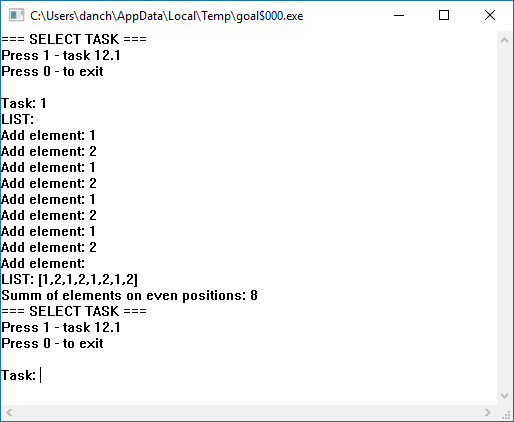 C:\Users\danch\AppData\Local\Temp\goal$000.exe
=== SELECT TASK ===
Press 1 - task 12.1
Press 0 - to exit
Task: 1
LIST:
Add element: 1
Add element: 2
Add element: 1
Add element: 2
Add element: 1
Add element: 2
Add element: 1
Add element: 2
Add element:
LIST: [1,2,1,2,1,2,1,2]
Summ of elements on even positions: 8
=== SELECT TASK ===
Press 1 - task 12.1
Press 0 - to exit
Task: